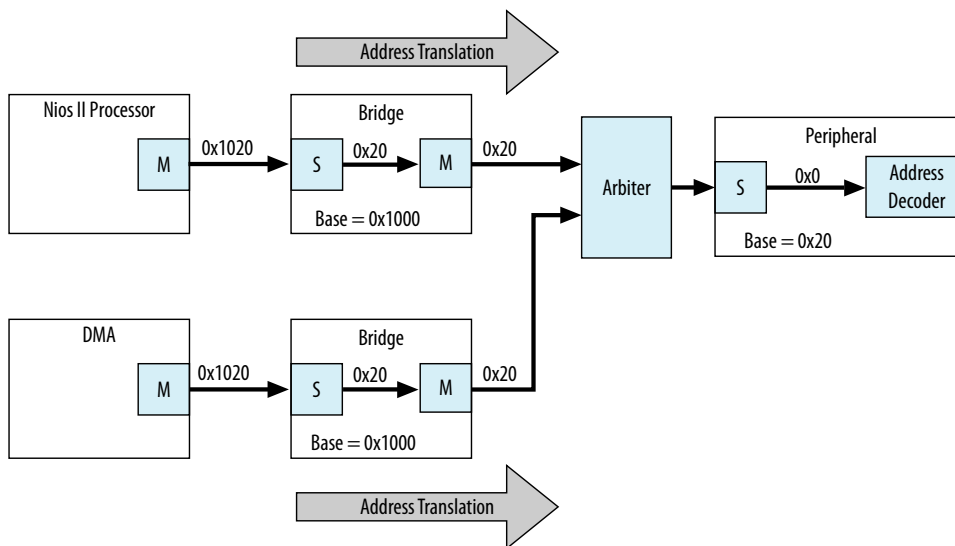 Address Translation
Nios II Processor
M
0x1020
Bridge
S
0x20
M
Base = 0x1000
0x20
Arbiter
Peripheral
S
0x0
Address
Decoder
Base = 0x20
DMA
M
0x1020
Bridge
S
0x20
M
Base = 0x1000
0x20
Address Translation